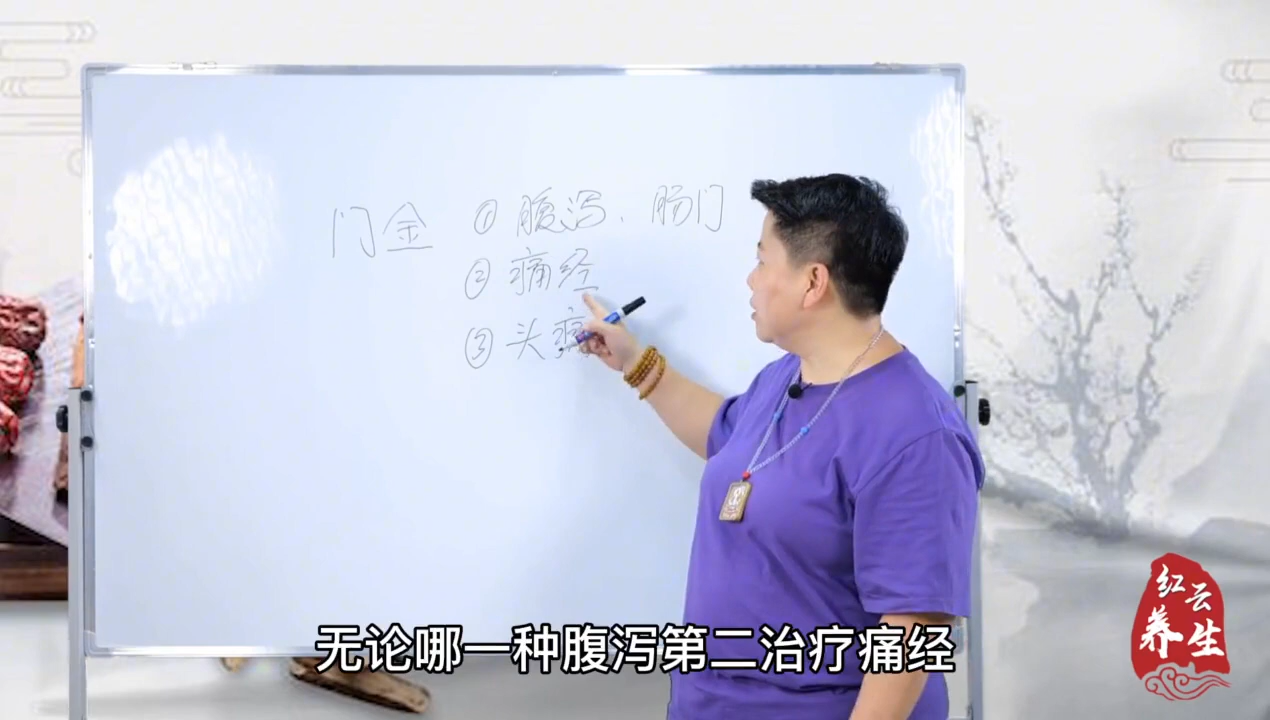 门金 ① 腹泻、肠门
② 痛经
③ 头痛
无论哪一种腹泻第二治疗痛经
红云
养生